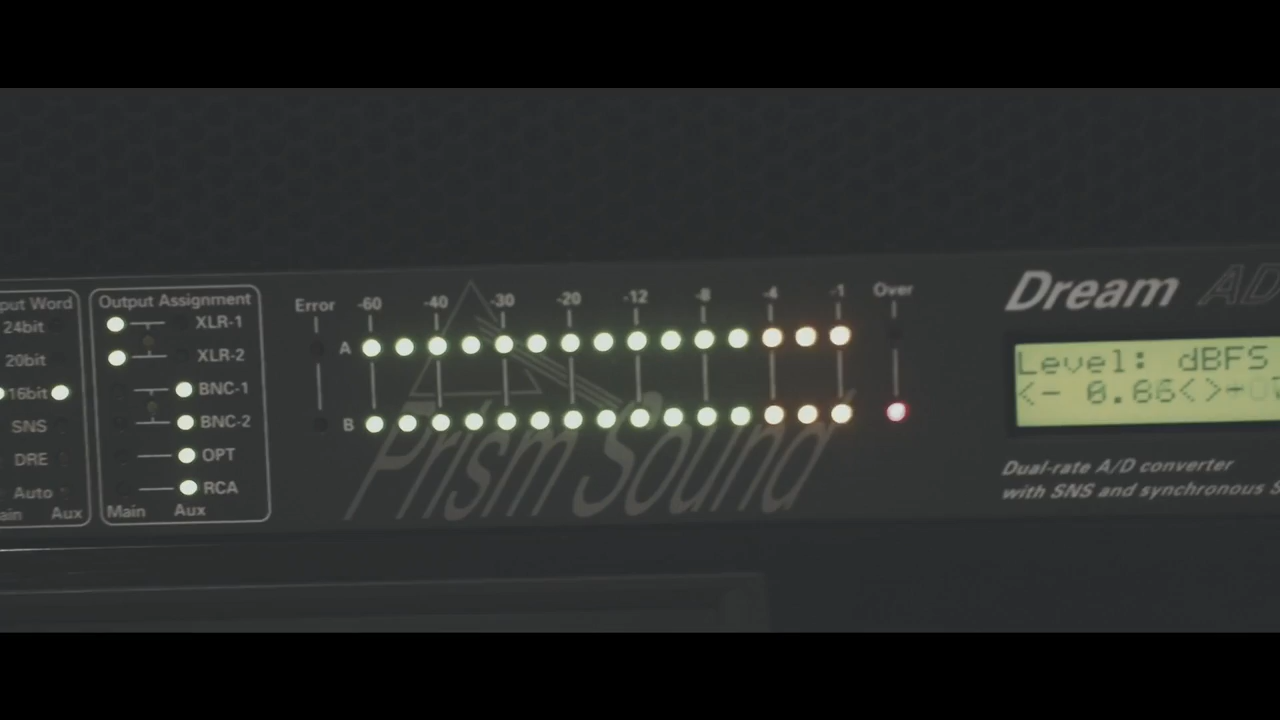 put Word
24bit
20bit
16bit
SNS
DRE
Auto
ain Aux
Output Assignment
XLR-1
XLR-2
BNC-1
BNC-2
OPT
RCA
Main Aux
Error -60 -40 -30 -20 -12 -8 -4 -1 Over
A
B
Prism Sound
Dream AD
Level: dBFS
<- 0.86<>
Dual-rate A/D converter
with SNS and synchronous S